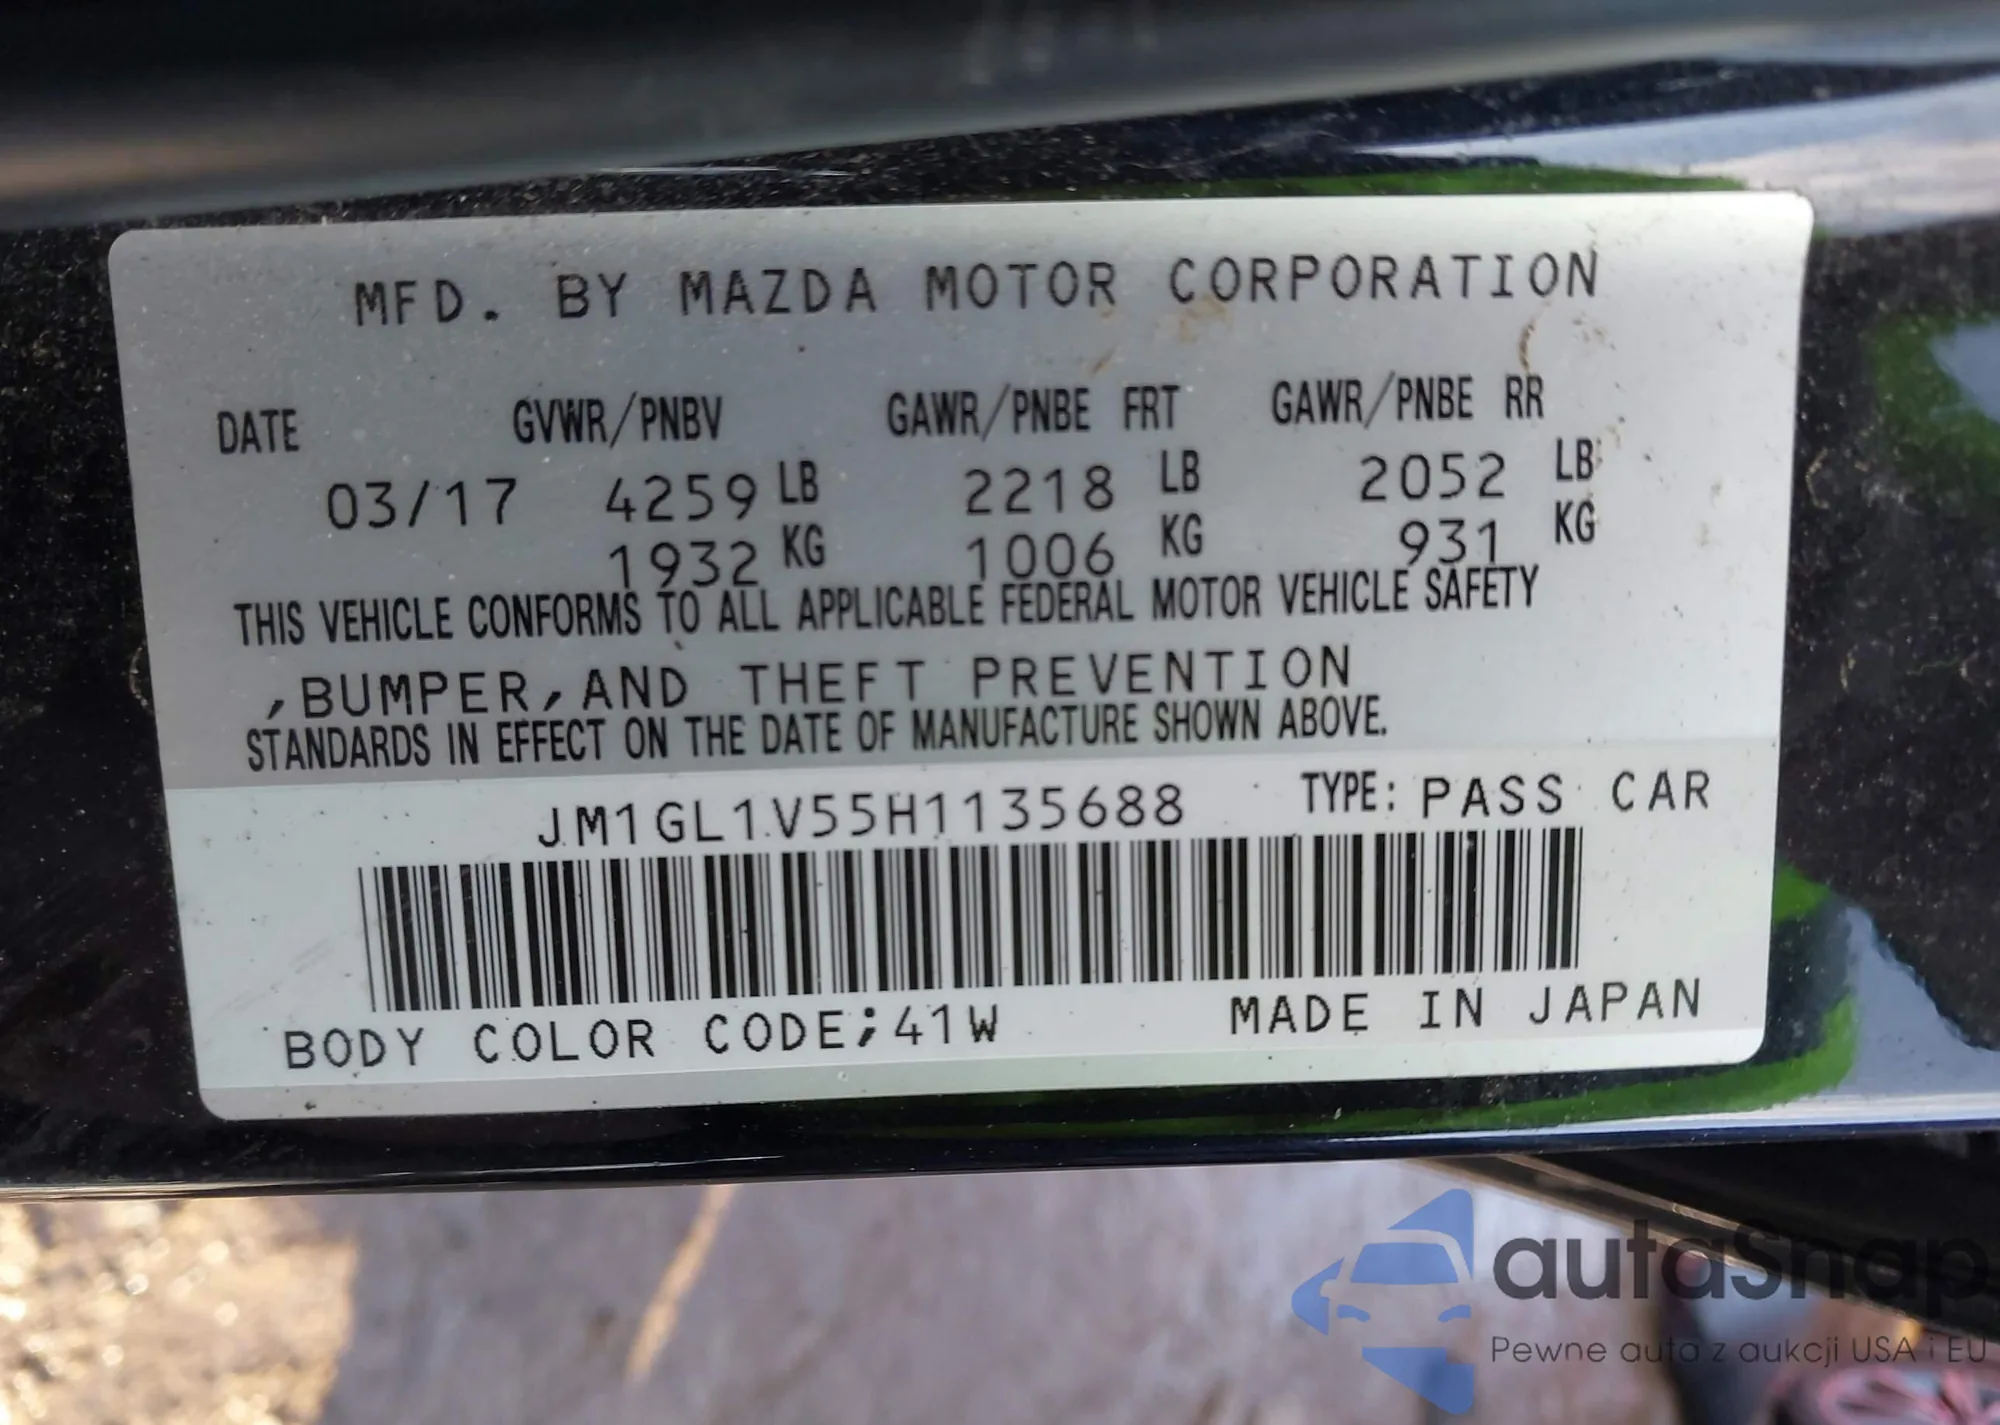 MFD. BY MAZDA MOTOR CORPORATION
DATE GVWR/PNBV GAWR/PNBE FRT GAWR/PNBE RR
03/17 4259 LB 2218 LB 2052 LB
1932 KG 1006 KG 931 KG
THIS VEHICLE CONFORMS TO ALL APPLICABLE FEDERAL MOTOR VEHICLE SAFETY
,BUMPER,AND THEFT PREVENTION
STANDARDS IN EFFECT ON THE DATE OF MANUFACTURE SHOWN ABOVE.
JM1GL1V55H1135688 TYPE: PASS CAR
BODY COLOR CODE;41W MADE IN JAPAN
autaSnap
Pewne auta z aukcji USA i EU